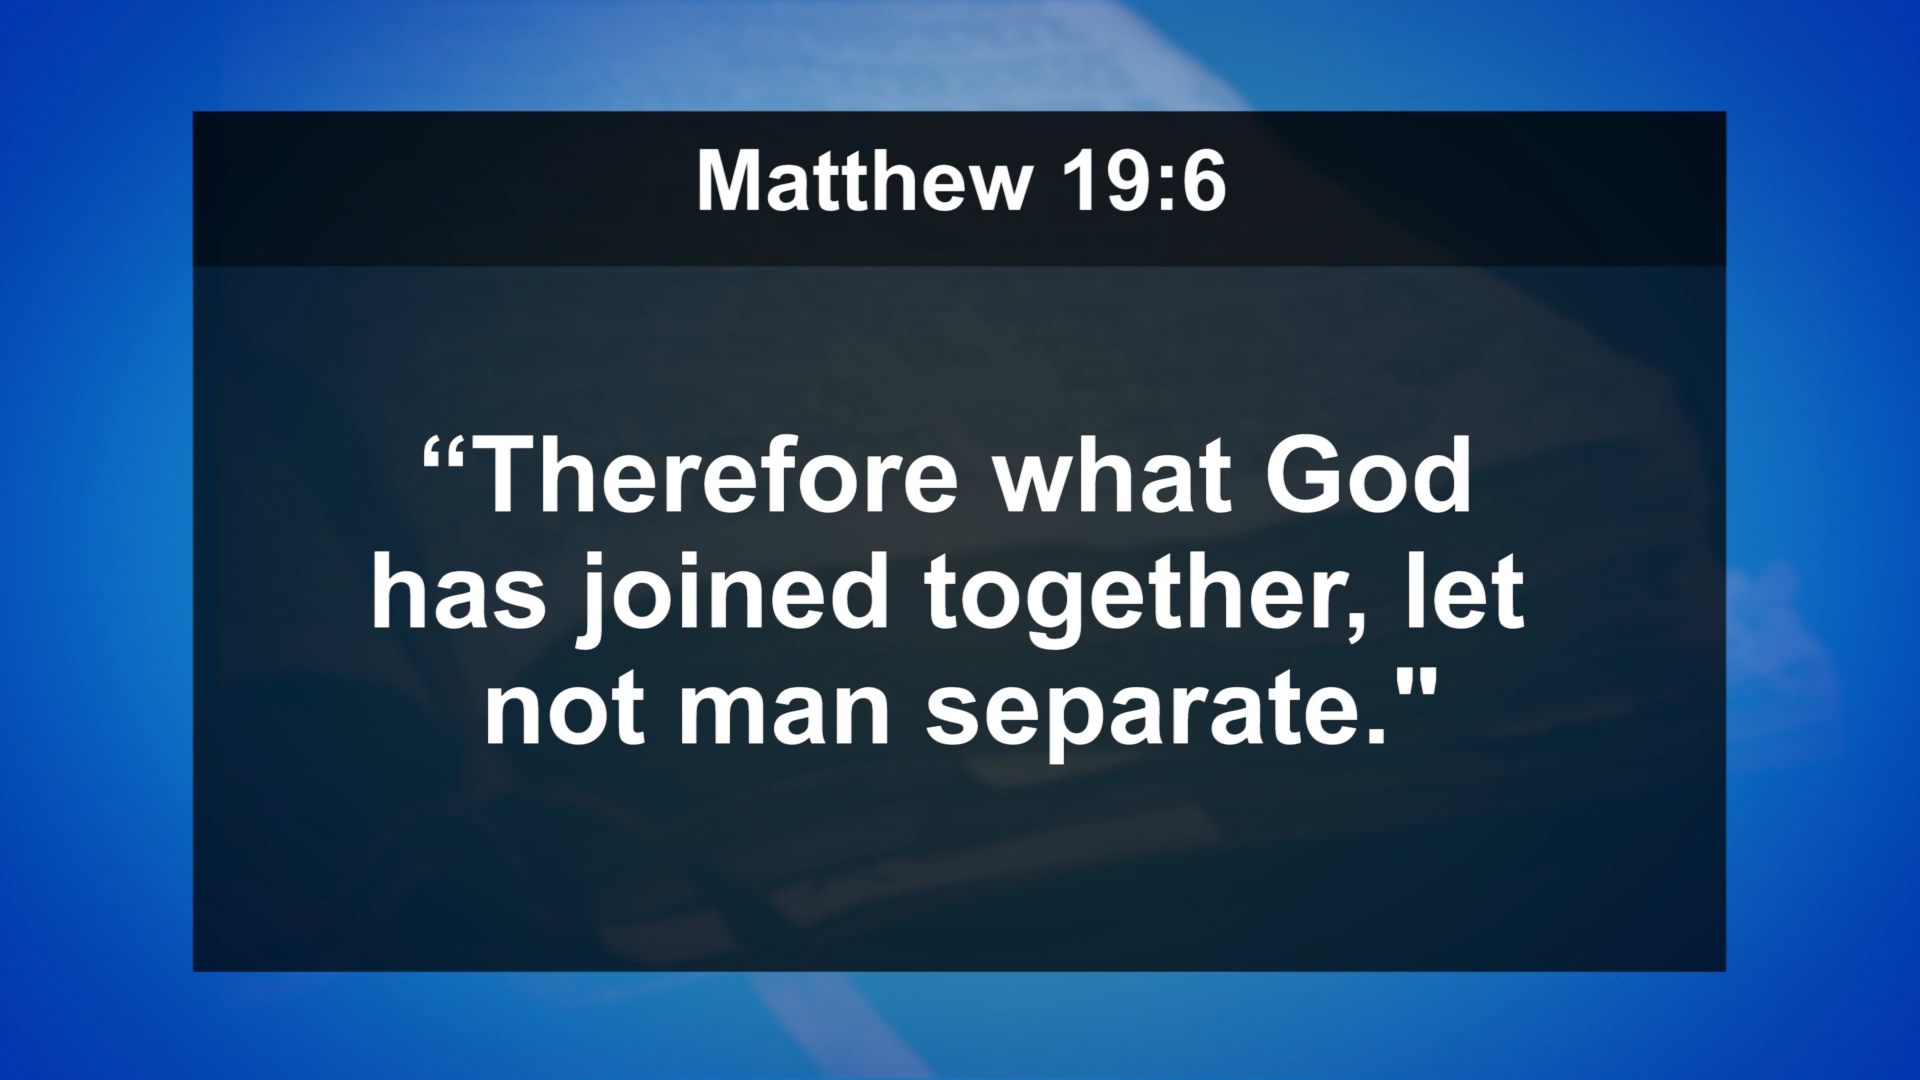 Matthew 19:6
“Therefore what God
has joined together, let
not man separate."